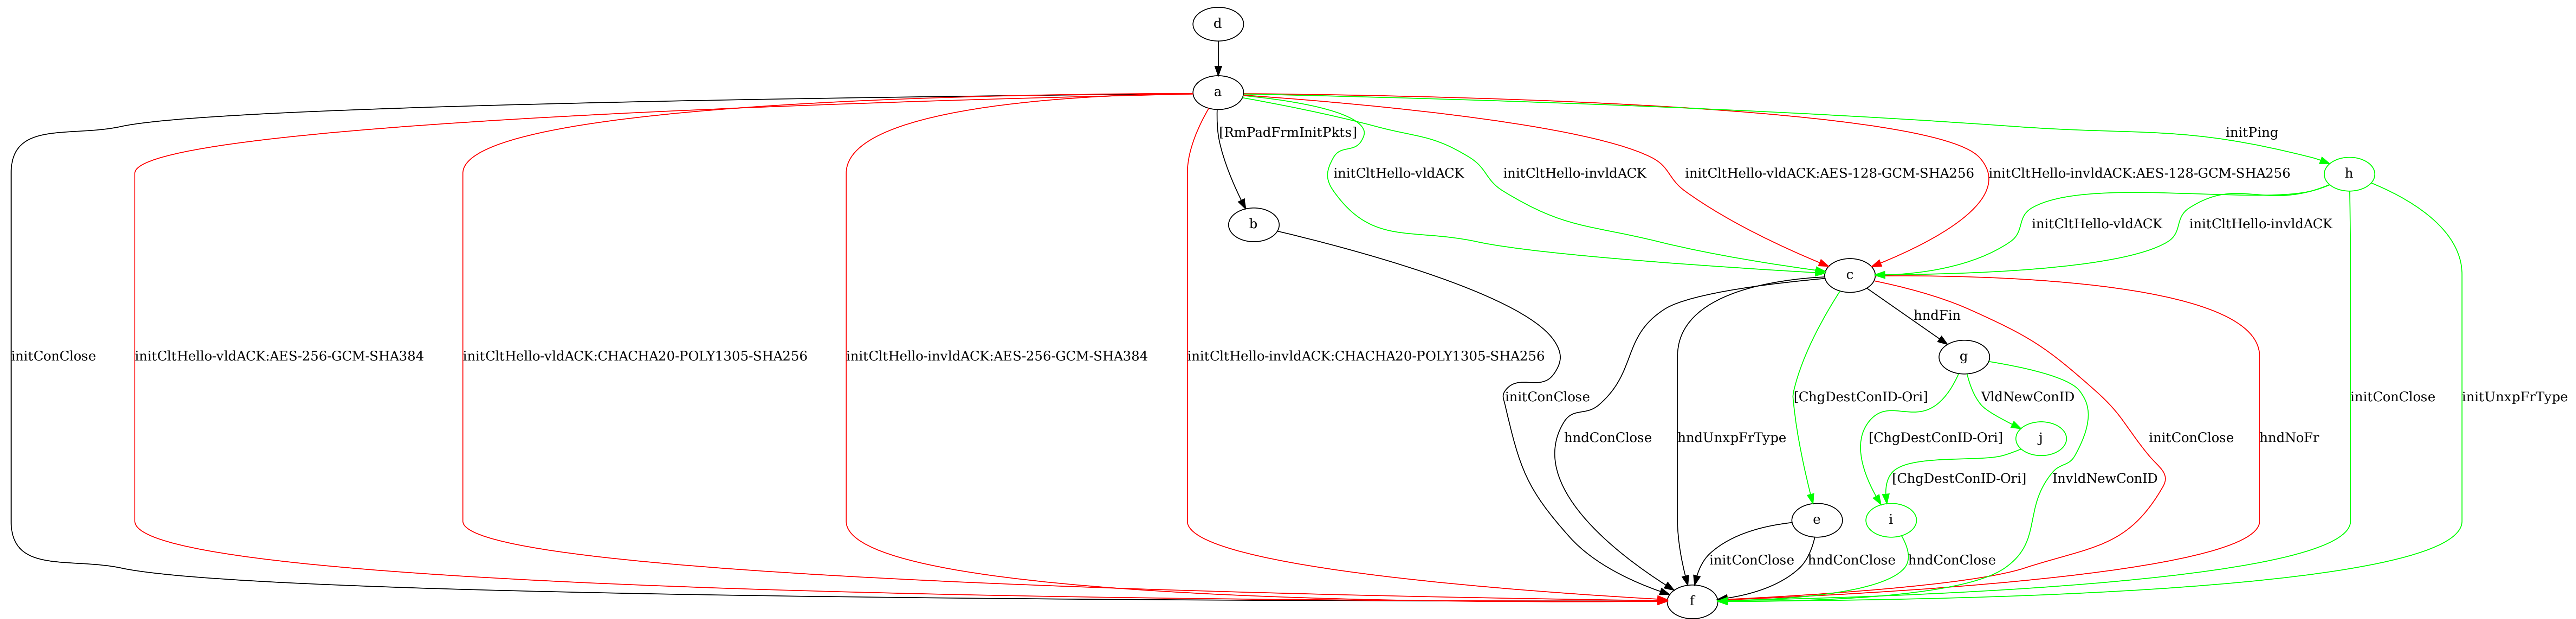 d
a
[RmPadFrmInitPkts]
initPing
initCltHello-vldACK
initCltHello-invldACK
initCltHello-vldACK:AES-128-GCM-SHA256
initCltHello-invldACK:AES-128-GCM-SHA256
h
b
initCltHello-vldACK
initCltHello-invldACK
c
hndFin
initConClose
initCltHello-vldACK:AES-256-GCM-SHA384
initCltHello-vldACK:CHACHA20-POLY1305-SHA256
initCltHello-invldACK:AES-256-GCM-SHA384
initCltHello-invldACK:CHACHA20-POLY1305-SHA256
g
initConClose
[ChgDestConID-Ori]
VldNewConID
initConClose
initUnxpFrType
hndConClose
hndUnxpFrType
[ChgDestConID-Ori]
j
initConClose
hndNoFr
[ChgDestConID-Ori]
InvldNewConID
e
i
initConClose
hndConClose
hndConClose
f